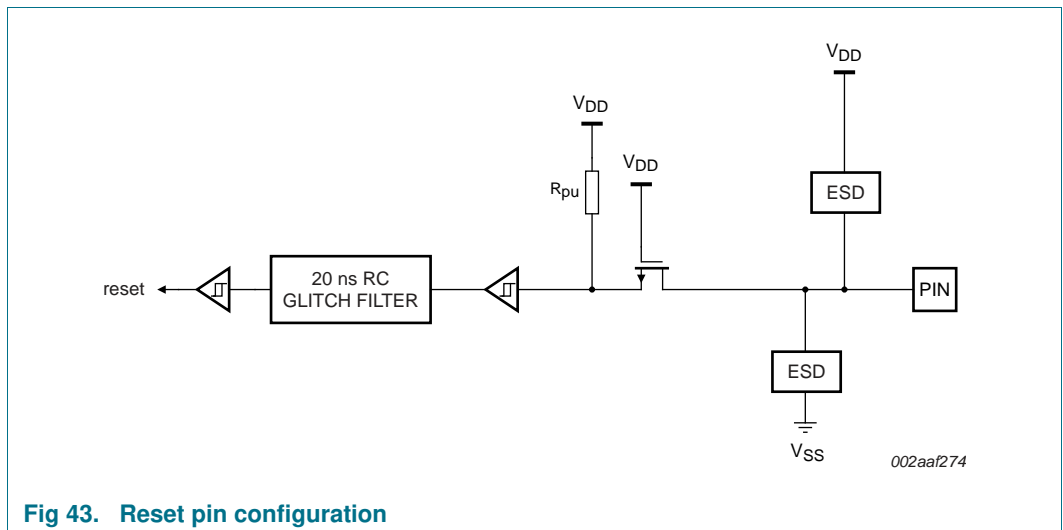 VDD
VDD
VDD
Rpu
ESD
reset
20 ns RC
GLITCH FILTER
PIN
ESD
VSS
002aaf274
Fig 43. Reset pin configuration